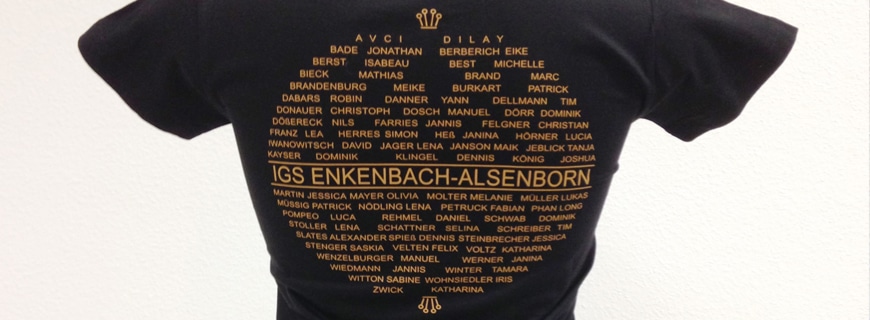 AVCI DILAY
BADE JONATHAN BERBERICH EIKE
BERST ISABEAU BEST MICHELLE
BIECK MATHIAS BRAND MARC
BRANDENBURG MEIKE BURKART PATRICK
DABARS ROBIN DANNER YANN DELLMANN TIM
DONAUER CHRISTOPH DOSCH MANUEL DÖRR DOMINIK
DÖßERECK NILS FARRIES JANNIS FELGNER CHRISTIAN
FRANZ LEA HERRES SIMON HEß JANINA HÖRNER LUCIA
IWANOWITSCH DAVID JAGER LENA JANSON MAIK JEBLICK TANJA
KAYSER DOMINIK KLINGEL DENNIS KÖNIG JOSHUA
IGS ENKENBACH-ALSENBORN
MARTIN JESSICA MAYER OLIVIA MOLTER MELANIE MÜLLER LUKAS
MÜSSIG PATRICK NÖDLING LENA PETRUCK FABIAN PHAN LONG
POMPEO LUCA REHMEL DANIEL SCHWAB DOMINIK
STOLLER LENA SCHATTNER SELINA SCHREIBER TIM
SLATES ALEXANDER SPIEß DENNIS STEINBRECHER JESSICA
STENGER SASKIA VELTEN FELIX VOLTZ KATHARINA
WENZELBURGER MANUEL WERNER JANINA
WIEDMANN JANNIS WINTER TAMARA
WITTON SABINE WOHNSIEDLER IRIS
ZWICK KATHARINA